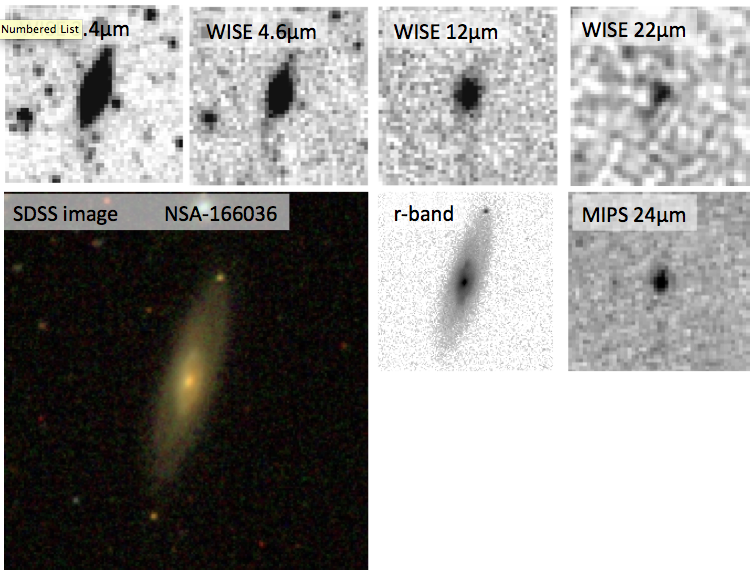 Numbered List
.4μm
WISE 4.6μm
WISE 12μm
WISE 22μm
SDSS image NSA-166036
r-band
MIPS 24μm